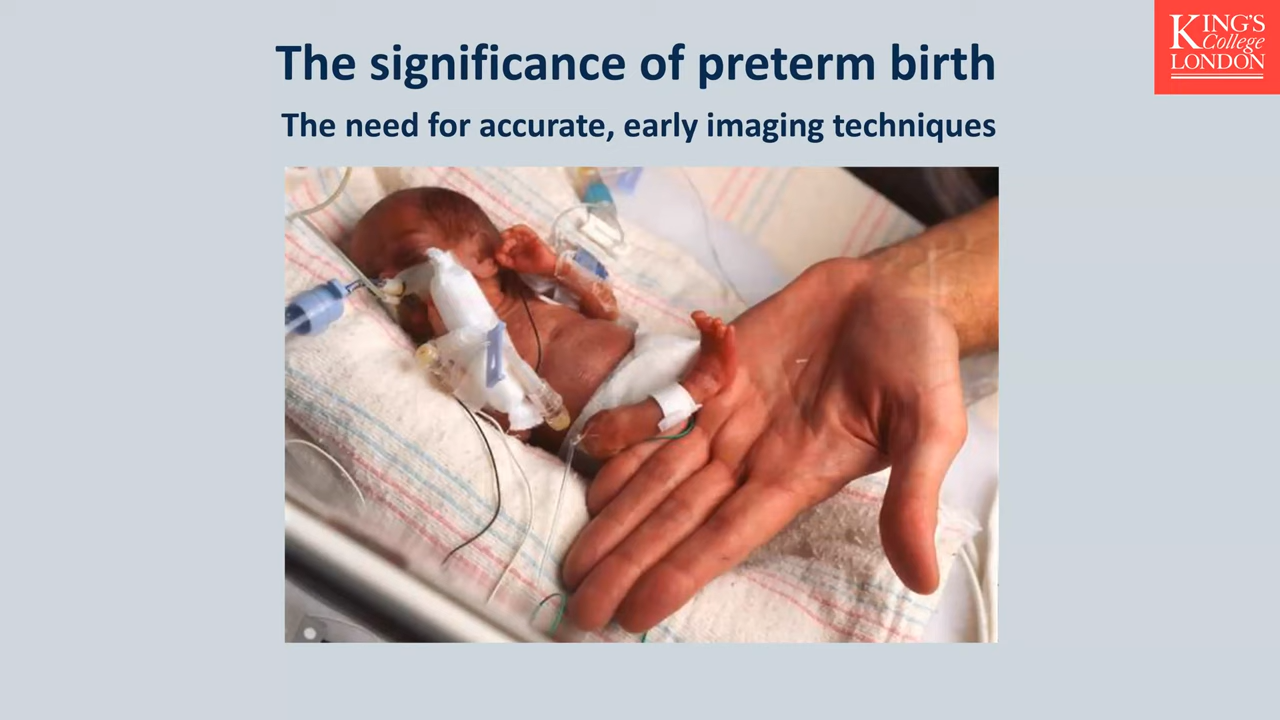 The significance of preterm birth
The need for accurate, early imaging techniques
KING'S
College
LONDON